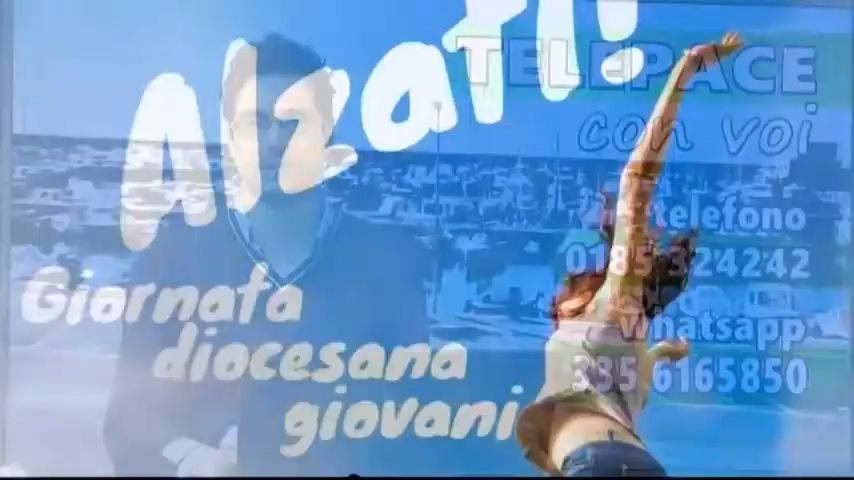 Alzati!
Giornata
diocesana
giovani
TELEPACE
con voi
telefono
0185 324242
whatsapp
335 6165850